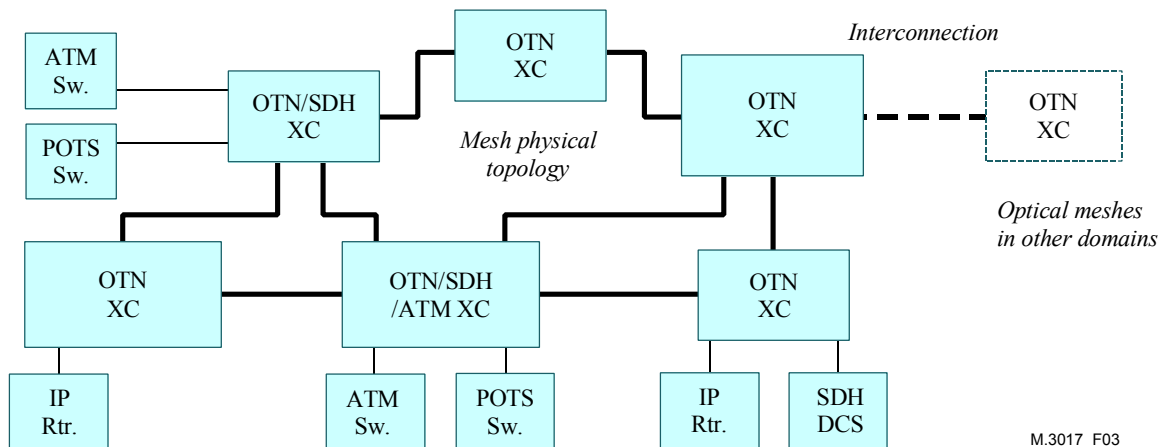 ATM
Sw.
POTS
Sw.
OTN/SDH
XC
OTN
XC
Mesh physical
topology
OTN
XC
Interconnection
OTN
XC
Optical meshes
in other domains
OTN
XC
OTN/SDH
/ATM XC
OTN
XC
IP
Rtr.
ATM
Sw.
POTS
Sw.
IP
Rtr.
SDH
DCS
M.3017_F03